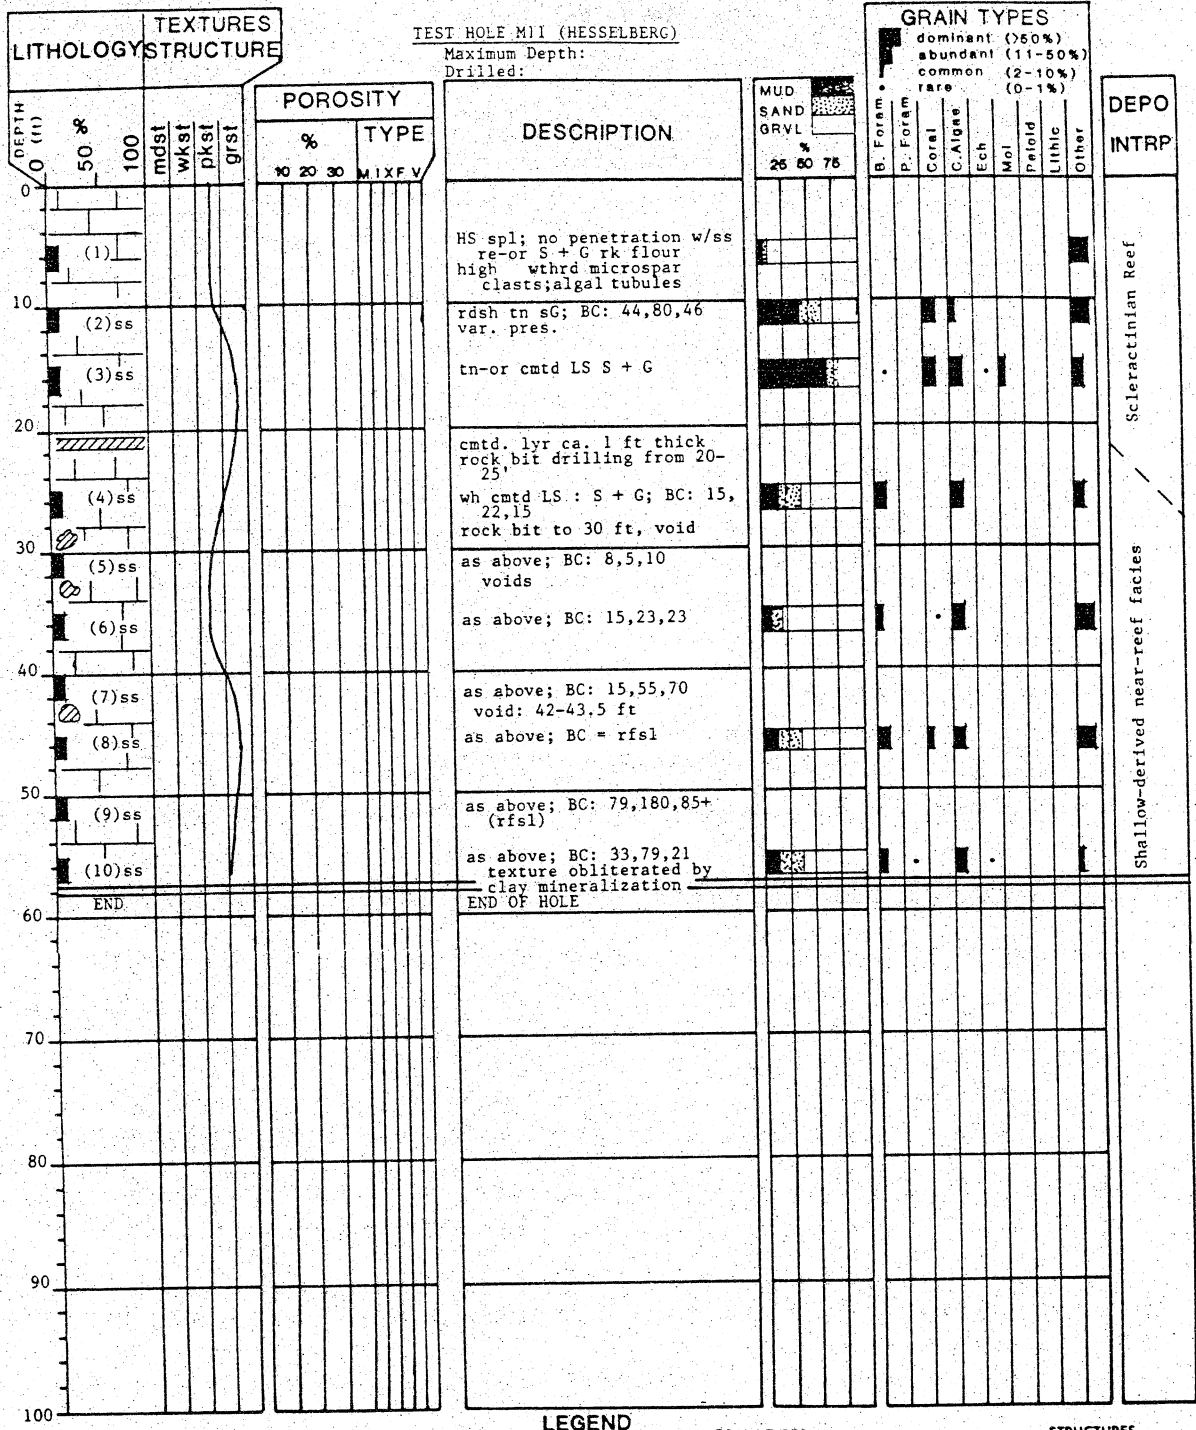 TEXTURES
LITHOLOGY STRUCTURE
TEST HOLE M11 (HESSELBERG)
Maximum Depth:
Drilled:
GRAIN TYPES
dominant (>50%)
abundant (11-50%)
common (2-10%)
rare (0-1%)
DEPTH
0 (ft)
50 %
100
mdst
wkst
pkst
grst
POROSITY
% TYPE
10 20 30 M I X F V
DESCRIPTION
MUD
SAND
GRVL
%
25 50 75
B. Foram
P. Foram
Coral
C.Algae
Ech
Mol
Peloid
Lithic
Other
DEPO
INTRP
0
(1)
HS spl; no penetration w/ss
re-or S + G rk flour
high wthrd microspar
clasts;algal tubules
10
(2)ss
rdsh tn sG; BC: 44,80,46
var. pres.
(3)ss
tn-or cmtd LS S + G
Scleractinian Reef
20
cmtd. lyr ca. 1 ft thick
rock bit drilling from 20-
25'
(4)ss
wh cmtd LS : S + G; BC: 15,
22,15
rock bit to 30 ft, void
30
(5)ss
as above; BC: 8,5,10
voids
(6)ss
as above; BC: 15,23,23
40
(7)ss
as above; BC: 15,55,70
void: 42-43.5 ft
(8)ss
as above; BC = rfsl
50
(9)ss
as above; BC: 79,180,85+
(rfsl)
(10)ss
as above; BC: 33,79,21
texture obliterated by
clay mineralization
Shallow-derived near-reef facies
END
END OF HOLE
60
70
80
90
100
LEGEND
STRUCTURES